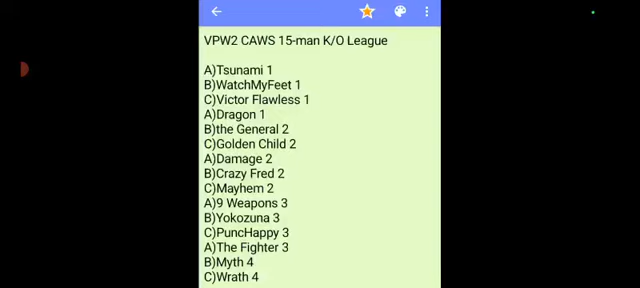 VPW2 CAWS 15-man K/O League
A)Tsunami 1
B)WatchMyFeet 1
C)Victor Flawless 1
A)Dragon 1
B)the General 2
C)Golden Child 2
A)Damage 2
B)Crazy Fred 2
C)Mayhem 2
A)9 Weapons 3
B)Yokozuna 3
C)PuncHappy 3
A)The Fighter 3
B)Myth 4
C)Wrath 4